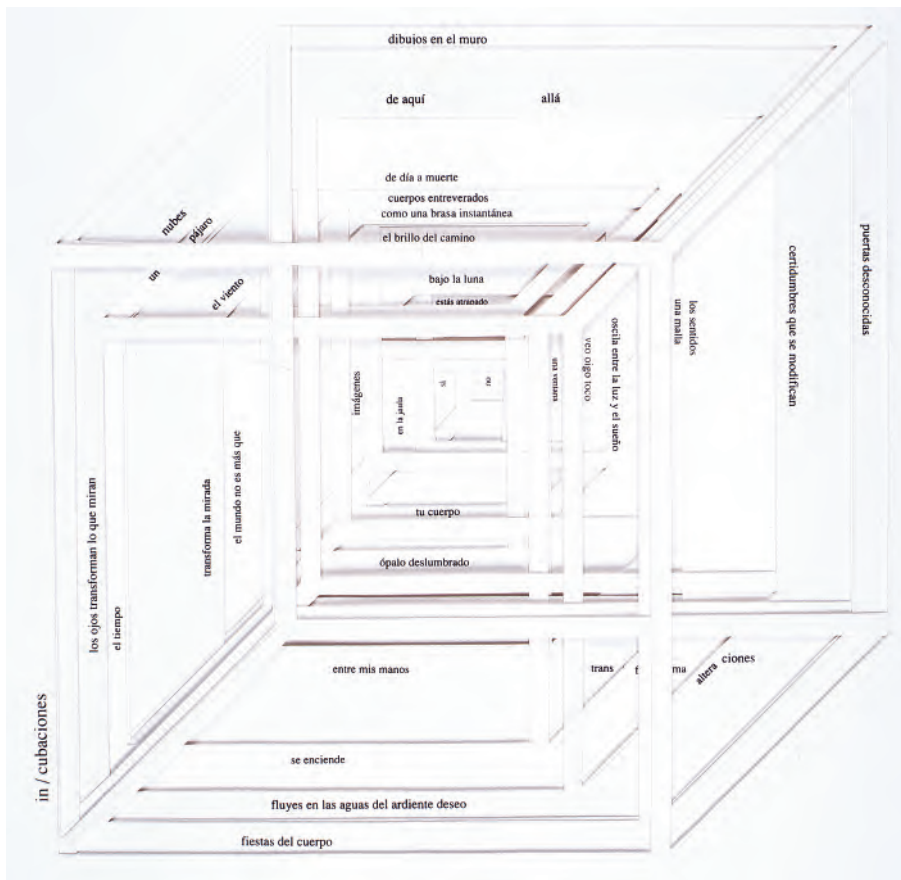 dibujos en el muro
de aquí allá
de día a muerte
cuerpos entreverados
como una brasa instantánea
el brillo del camino
bajo la luna
estás atrapado
nubes
pájaro
un
el viento
imágenes
en la jaula
sí
no
una ventana
veo oigo toco
oscila entre la luz y el sueño
los sentidos
una malla
certidumbres que se modifican
puertas desconocidas
los ojos transforman lo que miran
el tiempo
transforma la mirada
el mundo no es más que
tu cuerpo
ópalo deslumbrado
entre mis manos
trans f ma
altera ciones
se enciende
fluyes en las aguas del ardiente deseo
fiestas del cuerpo
in / cubaciones